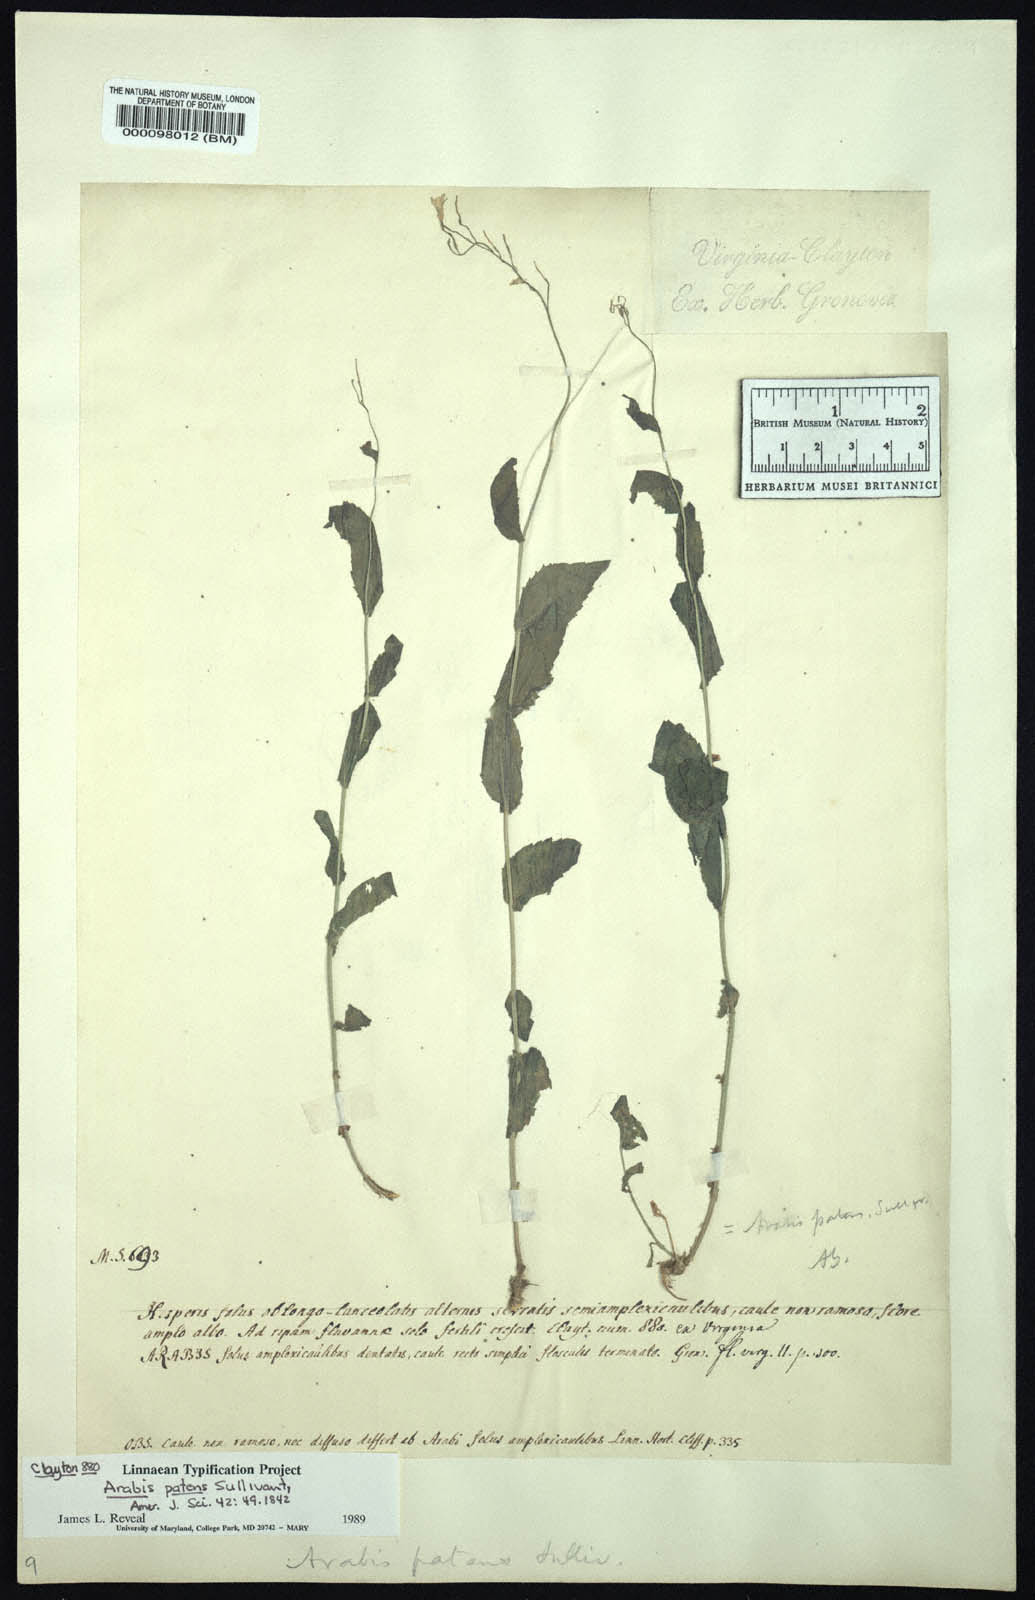 THE NATURAL HISTORY MUSEUM, LONDON
DEPARTMENT OF BOTANY
000098012 (BM)
Virginia-Clayton
Ex. Herb. Gronovii
1 2
BRITISH MUSEUM (NATURAL HISTORY)
1 2 3 4 5
HERBARIUM MUSEI BRITANNICI
= Arabis patens. Sulliv.
M.S. 693
Hesperis foliis oblongo-lanceolatis alternis serratis semiamplexicaulibus, caule non ramoso, flore
amplo albo. Ad ripam fluvannæ solo fertili crescit. Clayt. num. 880. ex Virginia
ARABIS foliis amplexicaulibus dentatis, caule recto simplici flosculis terminato. Gron. fl. virg. II. p. 100.
OBS. Caule non ramoso, nec diffuso differt ab Arabi foliis amplexicaulibus Linn. Hort. Cliff. p. 335
Clayton 880 Linnaean Typification Project
Arabis patens Sullivant,
Amer. J. Sci. 42: 49. 1842
James L. Reveal 1989
University of Maryland, College Park, MD 20742 – MARY
9
Arabis patens Sulliv.